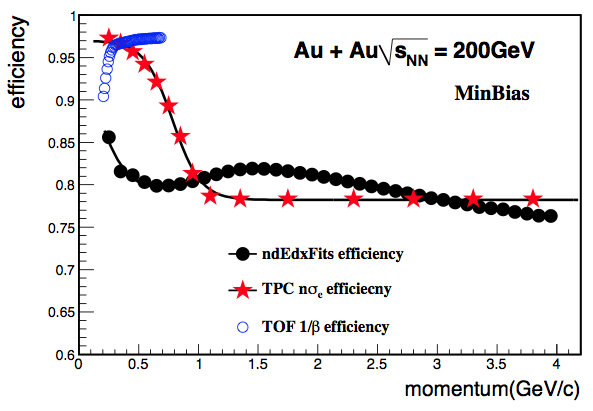 efficiency
1
0.95
0.9
0.85
0.8
0.75
0.7
0.65
0.6
Au + Au√s_NN = 200GeV
MinBias
ndEdxFits efficiency
TPC nσ_e efficiecny
TOF 1/β efficiency
0 0.5 1 1.5 2 2.5 3 3.5 4
momentum(GeV/c)